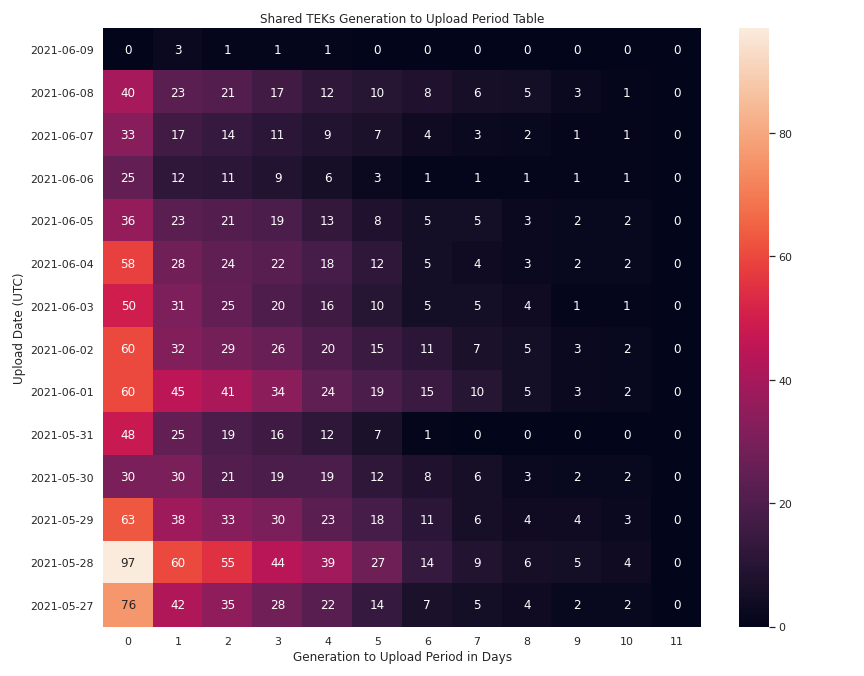 Shared TEKs Generation to Upload Period Table
Upload Date (UTC)
2021-06-09 0 3 1 1 1 0 0 0 0 0 0 0
2021-06-08 40 23 21 17 12 10 8 6 5 3 1 0
2021-06-07 33 17 14 11 9 7 4 3 2 1 1 0
2021-06-06 25 12 11 9 6 3 1 1 1 1 1 0
2021-06-05 36 23 21 19 13 8 5 5 3 2 2 0
2021-06-04 58 28 24 22 18 12 5 4 3 2 2 0
2021-06-03 50 31 25 20 16 10 5 5 4 1 1 0
2021-06-02 60 32 29 26 20 15 11 7 5 3 2 0
2021-06-01 60 45 41 34 24 19 15 10 5 3 2 0
2021-05-31 48 25 19 16 12 7 1 0 0 0 0 0
2021-05-30 30 30 21 19 19 12 8 6 3 2 2 0
2021-05-29 63 38 33 30 23 18 11 6 4 4 3 0
2021-05-28 97 60 55 44 39 27 14 9 6 5 4 0
2021-05-27 76 42 35 28 22 14 7 5 4 2 2 0
0 1 2 3 4 5 6 7 8 9 10 11
Generation to Upload Period in Days
80
60
40
20
0